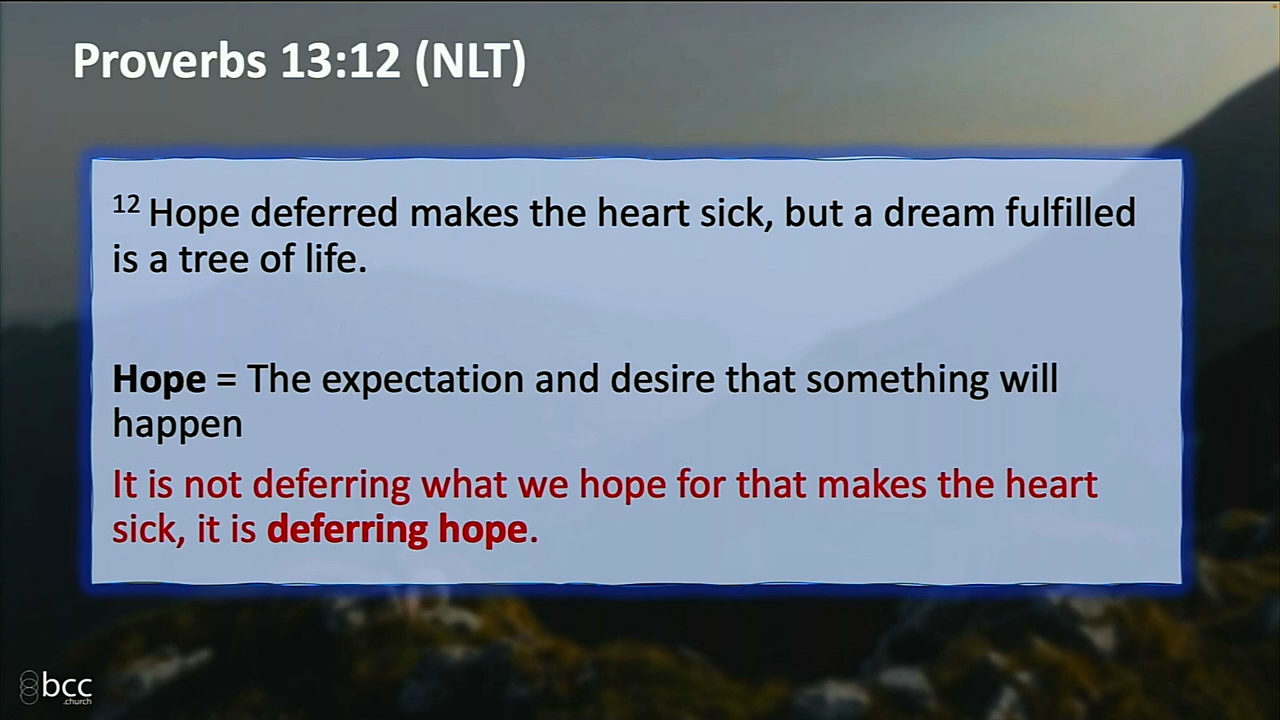 Proverbs 13:12 (NLT)
12 Hope deferred makes the heart sick, but a dream fulfilled
is a tree of life.
Hope = The expectation and desire that something will
happen
It is not deferring what we hope for that makes the heart
sick, it is deferring hope.
bcc
.church